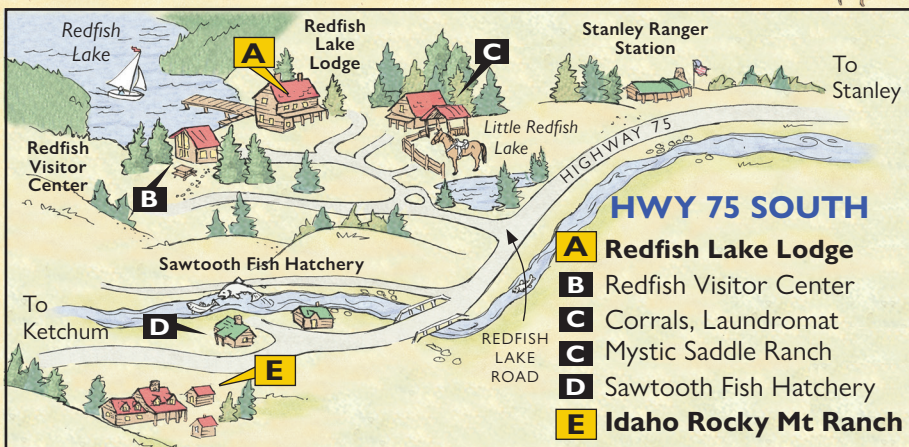 Redfish
Lake
Redfish
Lake
Lodge
A
C
Stanley Ranger
Station
To
Stanley
Little Redfish
Lake
HIGHWAY 75
Redfish
Visitor
Center
B
Sawtooth Fish Hatchery
To
Ketchum
D
E
REDFISH
LAKE
ROAD
HWY 75 SOUTH
A Redfish Lake Lodge
B Redfish Visitor Center
C Corrals, Laundromat
C Mystic Saddle Ranch
D Sawtooth Fish Hatchery
E Idaho Rocky Mt Ranch